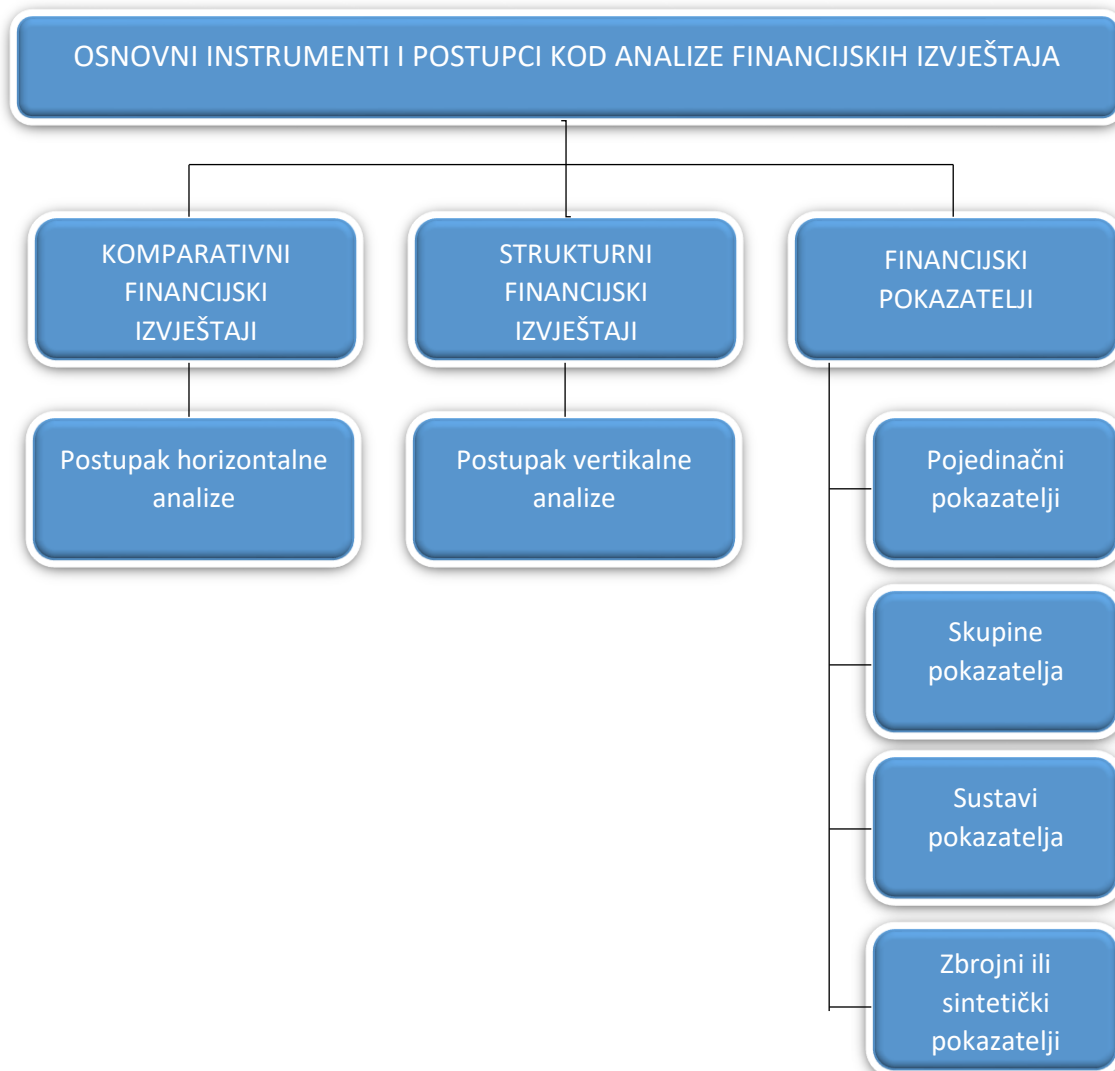 OSNOVNI INSTRUMENTI I POSTUPCI KOD ANALIZE FINANCIJSKIH IZVJEŠTAJA
KOMPARATIVNI
FINANCIJSKI
IZVJEŠTAJI
STRUKTURNI
FINANCIJSKI
IZVJEŠTAJI
FINANCIJSKI
POKAZATELJI
Postupak horizontalne
analize
Postupak vertikalne
analize
Pojedinačni
pokazatelji
Skupine
pokazatelja
Sustavi
pokazatelja
Zbrojni ili
sintetički
pokazatelji